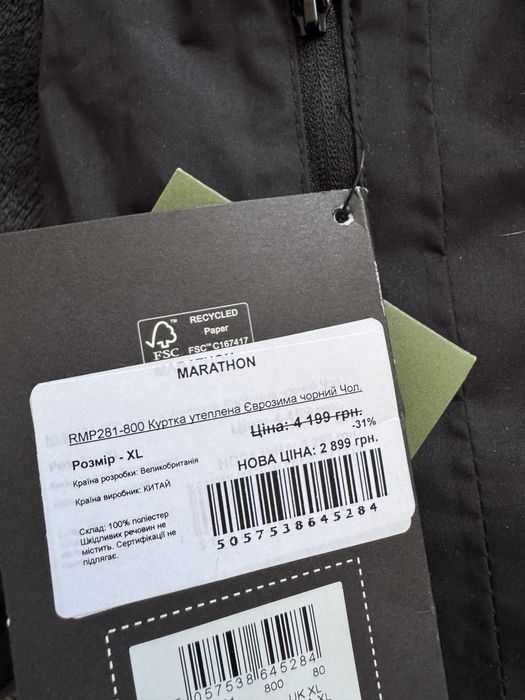 RECYCLED
Paper
FSC™ C167417
FSC
MARATHON
RMP281-800 Куртка утеплена Єврозима чорний Чол.
Розмір - XL
Ціна: 4 199 грн.
-31%
НОВА ЦІНА: 2 899 грн.
Країна розробки: Великобританія
Країна виробник: КИТАЙ
Склад: 100% поліестер
Шкідливих речовин не
містить. Сертифікації не
підлягає.
5057538645284
057538 645284
800 80
UK XL